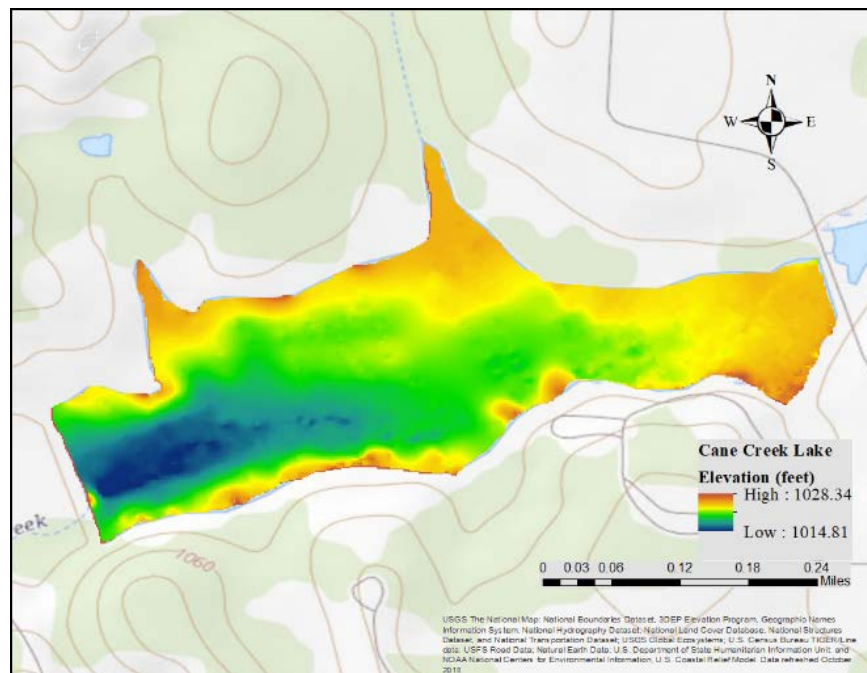 N
W E
S
Cane Creek Lake
Elevation (feet)
High : 1028.34
Low : 1014.81
eek
1060
0 0.03 0.06 0.12 0.18 0.24
Miles
USGS The National Map: National Boundaries Dataset, 3DEP Elevation Program, Geographic Names
Information System, National Hydrography Dataset, National Land Cover Database, National Structures
Dataset, and National Transportation Dataset; USGS Global Ecosystems; U.S. Census Bureau TIGER/Line
data; USFS Road Data; Natural Earth Data; U.S. Department of State Humanitarian Information Unit; and
NOAA National Centers for Environmental Information, U.S. Coastal Relief Model. Data refreshed October
2018